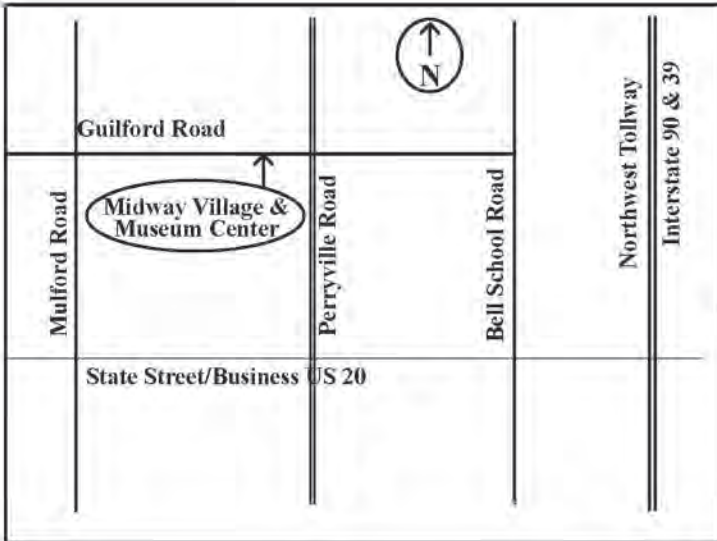 N
Guilford Road
Midway Village &
Museum Center
Mulford Road
Perryville Road
Bell School Road
Northwest Tollway
Interstate 90 & 39
State Street/Business US 20